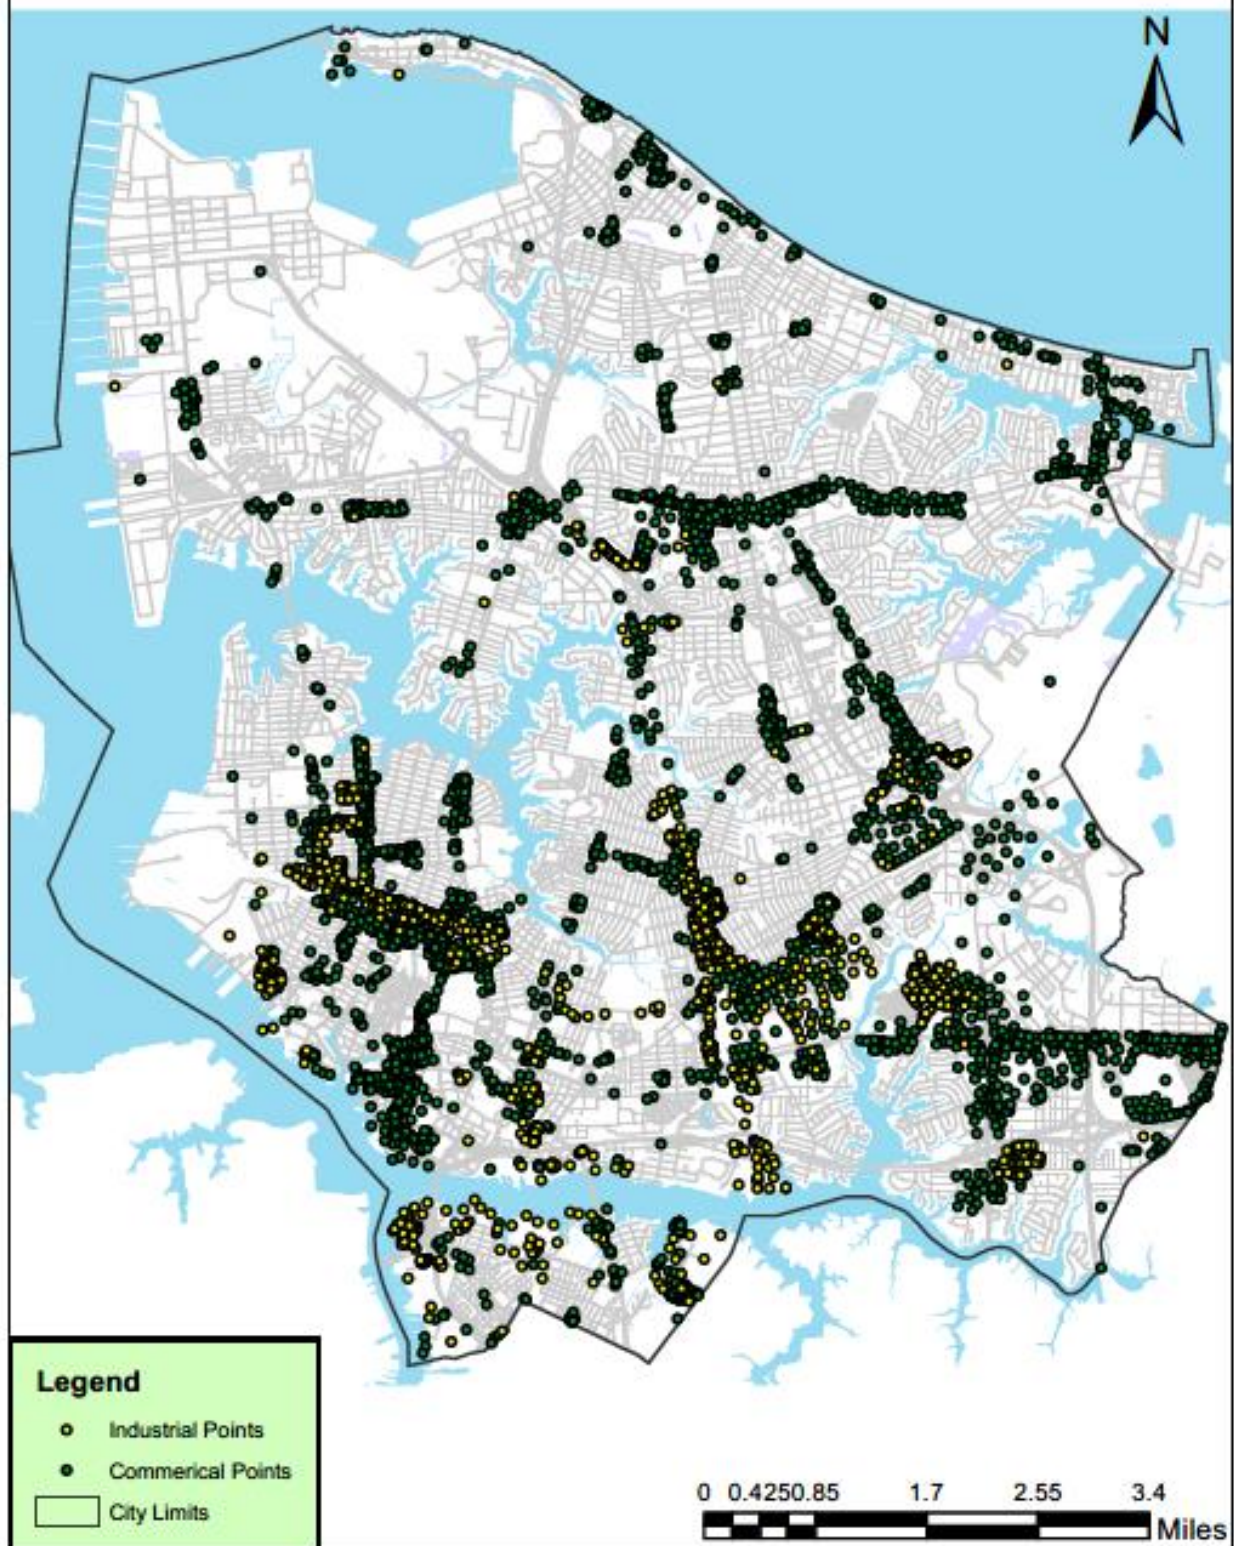 N
Legend
Industrial Points
Commerical Points
City Limits
0 0.4250.85 1.7 2.55 3.4
Miles